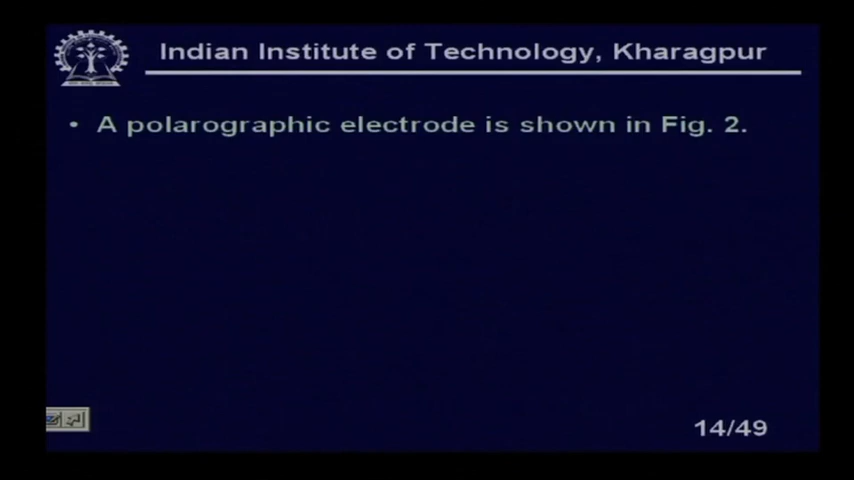 Indian Institute of Technology, Kharagpur
• A polarographic electrode is shown in Fig. 2.
14/49